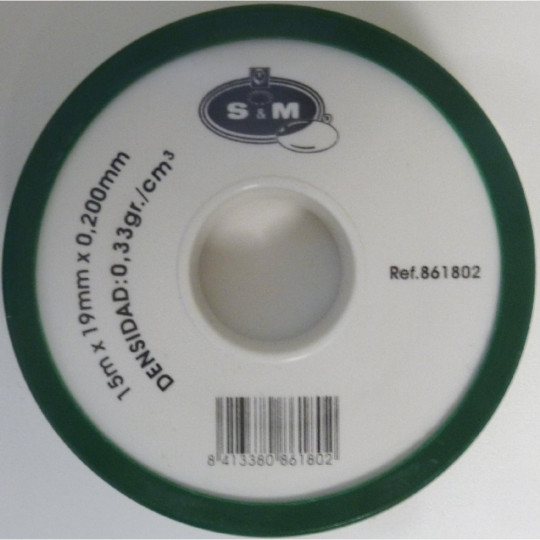 S&M
®
15m x 19mm x 0,200mm
DENSIDAD:0,33gr./cm³
Ref.861802
8 413380 861802